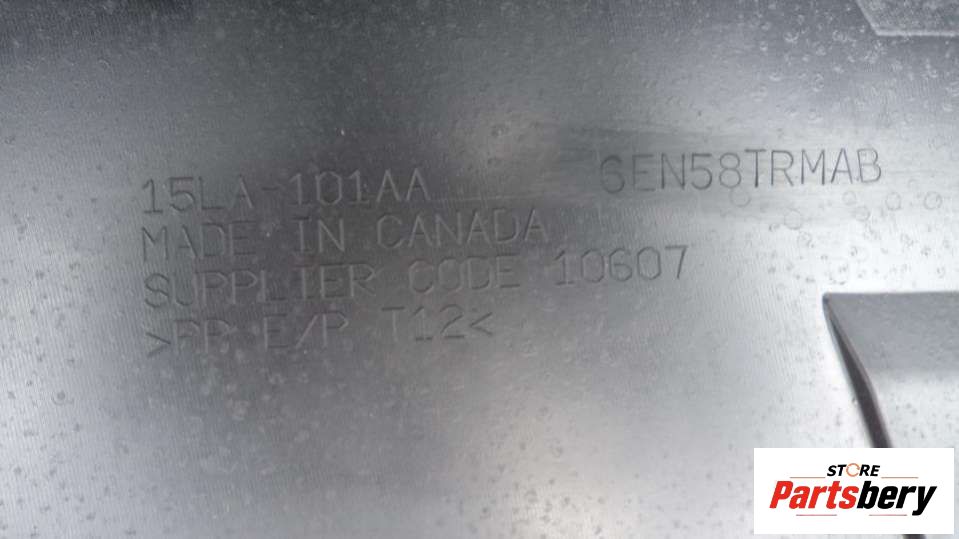 15LA-101AA 6EN58TRMAB
MADE IN CANADA
SUPPLIER CODE 10607
>PP-E/P T12<
STORE
Partsbery